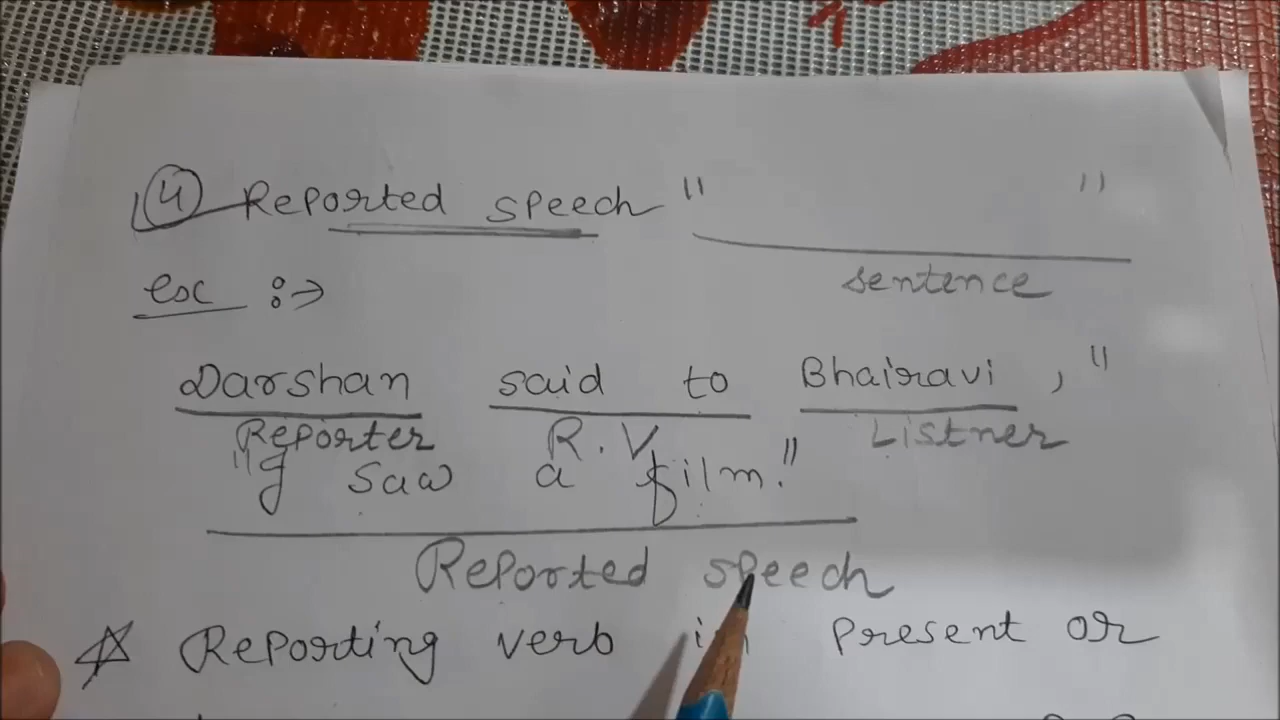 4 Reported speech "            "
sentence
ex :→
Darshan said to Bhairavi , "
Reporter R.V Listner
"I saw a film."
Reported speech
☆ Reporting verb in Present or